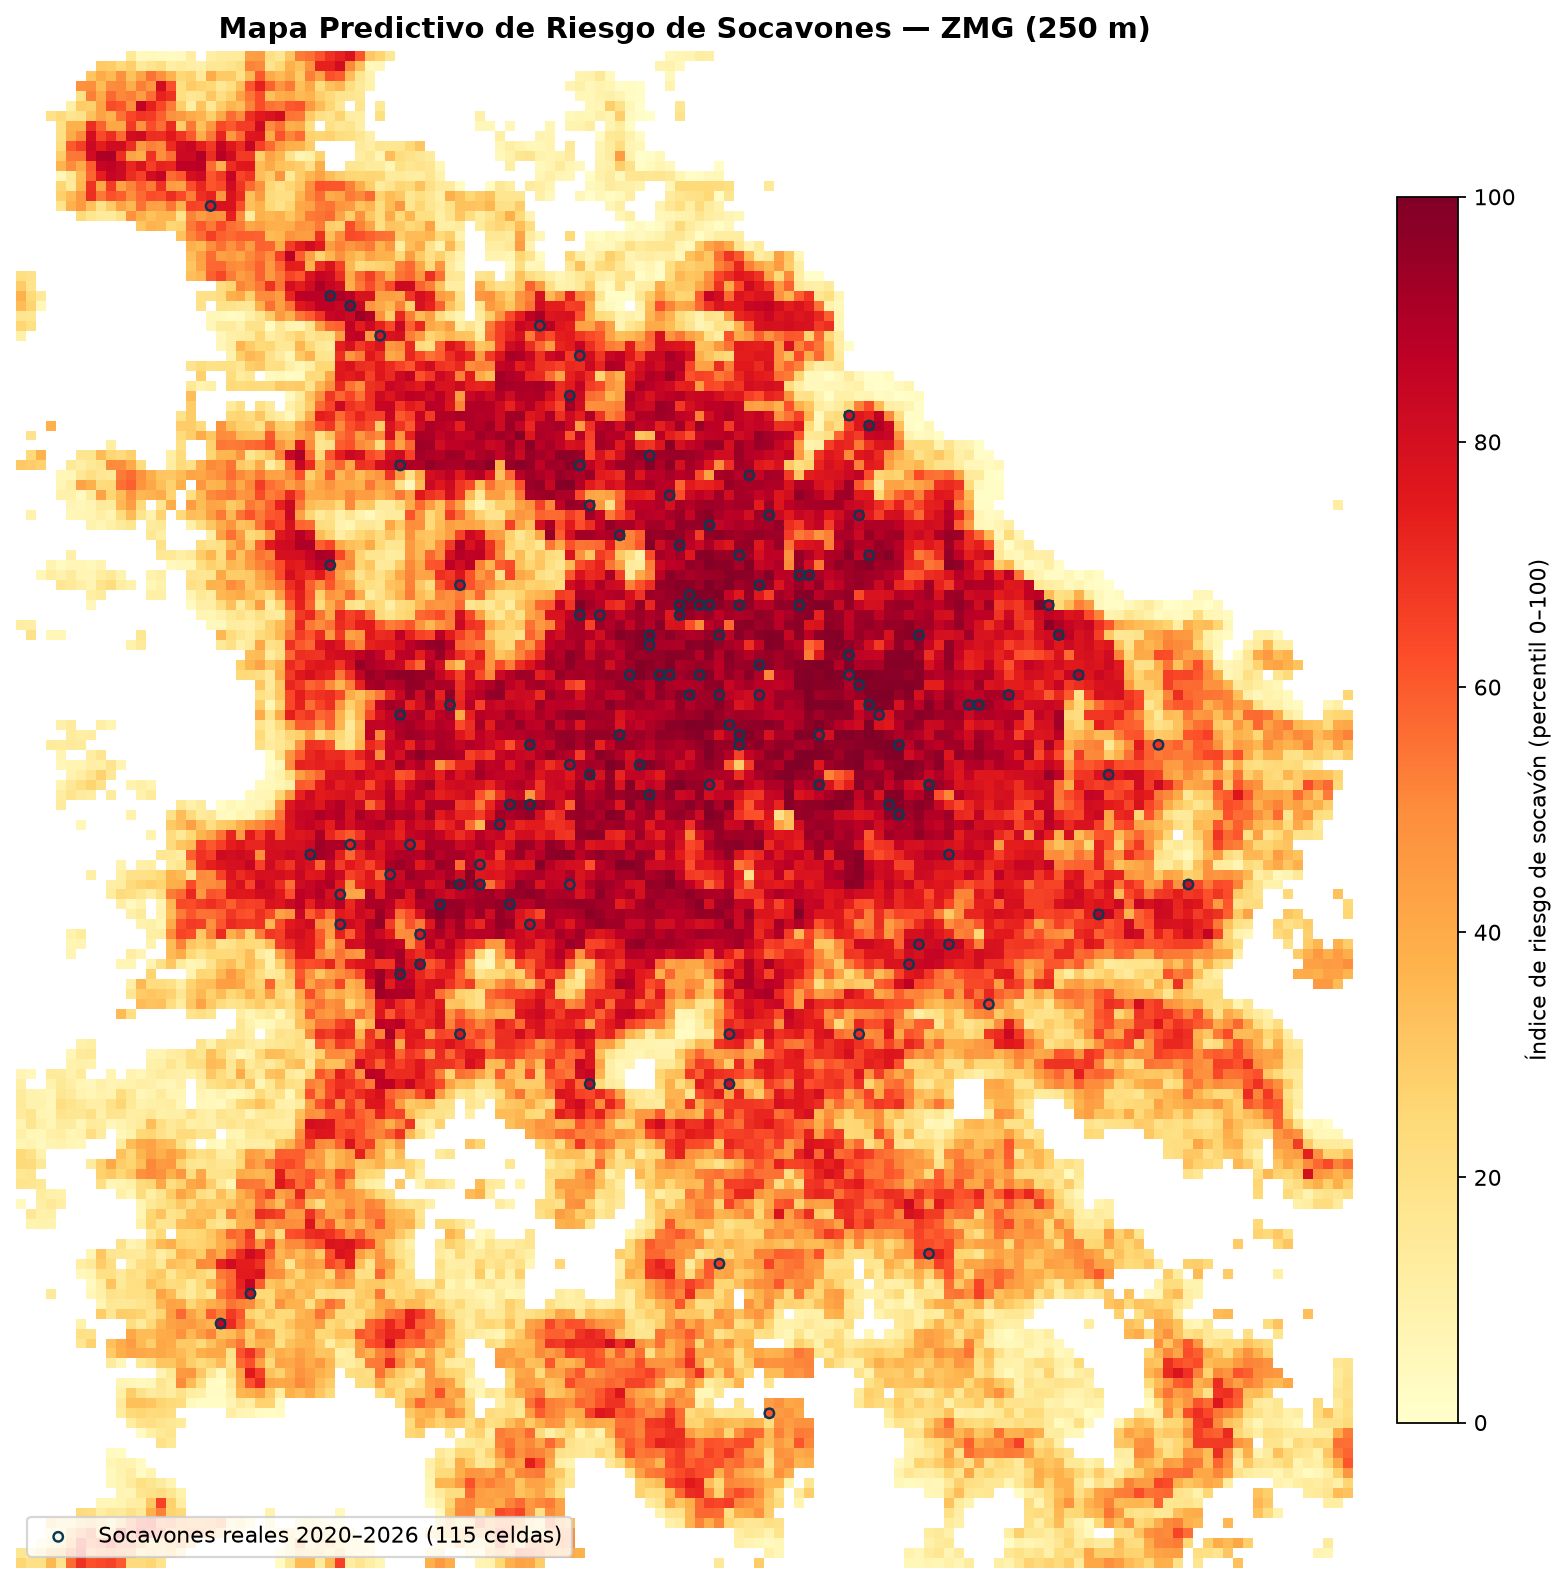 Mapa Predictivo de Riesgo de Socavones — ZMG (250 m)
100
80
60
40
20
0
Índice de riesgo de socavón (percentil 0–100)
Socavones reales 2020–2026 (115 celdas)